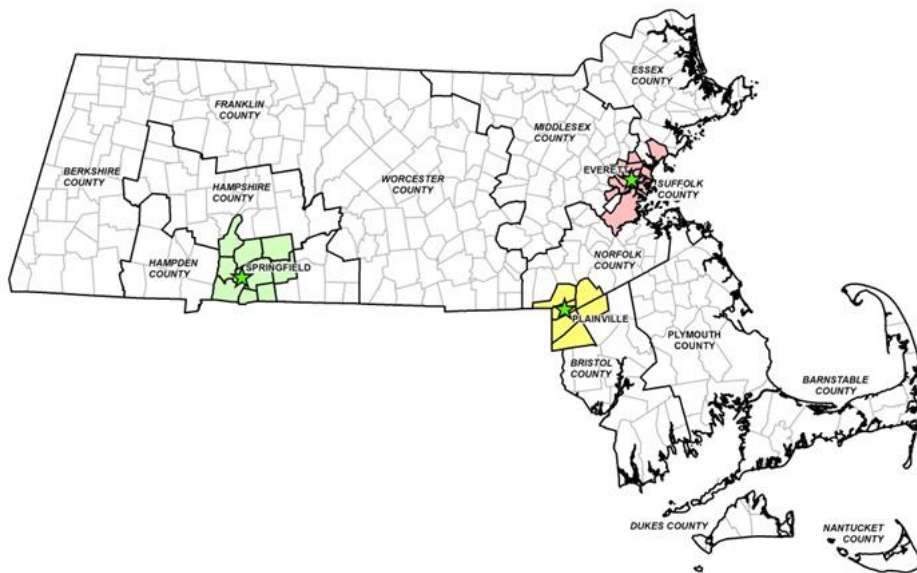 ESSEX
COUNTY
FRANKLIN
COUNTY
MIDDLESEX
COUNTY
EVERETT
BERKSHIRE
COUNTY
HAMPSHIRE
COUNTY
WORCESTER
COUNTY
SUFFOLK
COUNTY
HAMPDEN
COUNTY
SPRINGFIELD
NORFOLK
COUNTY
PLAINVILLE
PLYMOUTH
COUNTY
BRISTOL
COUNTY
BARNSTABLE
COUNTY
DUKES COUNTY
NANTUCKET
COUNTY